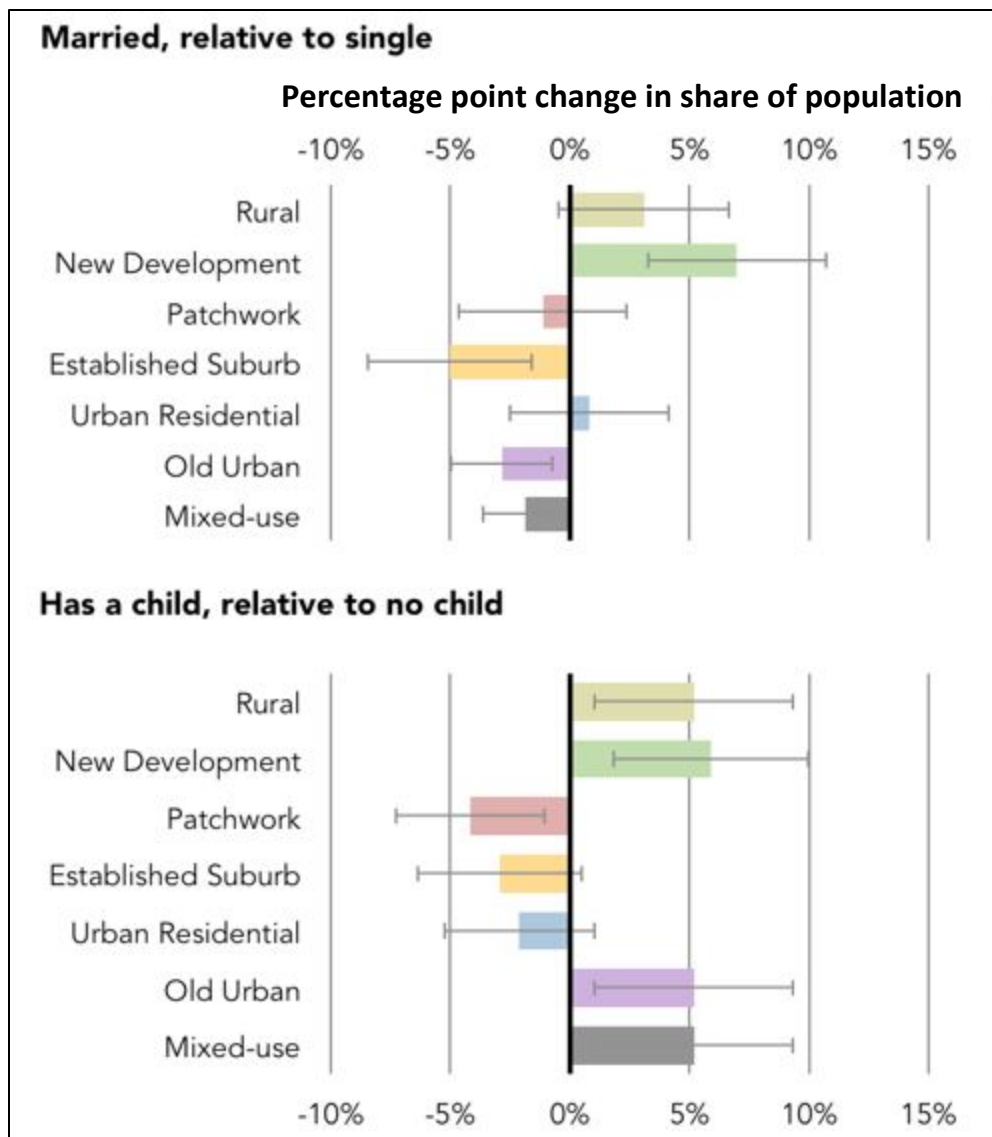 Married, relative to single
Percentage point change in share of population
-10% -5% 0% 5% 10% 15%
Rural
New Development
Patchwork
Established Suburb
Urban Residential
Old Urban
Mixed-use
Has a child, relative to no child
Rural
New Development
Patchwork
Established Suburb
Urban Residential
Old Urban
Mixed-use
-10% -5% 0% 5% 10% 15%